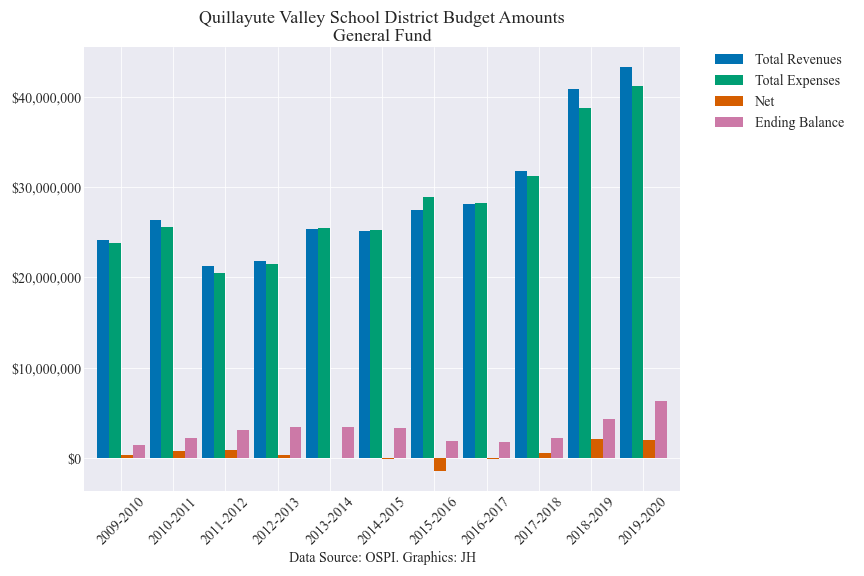 Quillayute Valley School District Budget Amounts
General Fund
Total Revenues
Total Expenses
Net
Ending Balance
$40,000,000
$30,000,000
$20,000,000
$10,000,000
$0
2009-2010
2010-2011
2011-2012
2012-2013
2013-2014
2014-2015
2015-2016
2016-2017
2017-2018
2018-2019
2019-2020
Data Source: OSPI. Graphics: JH